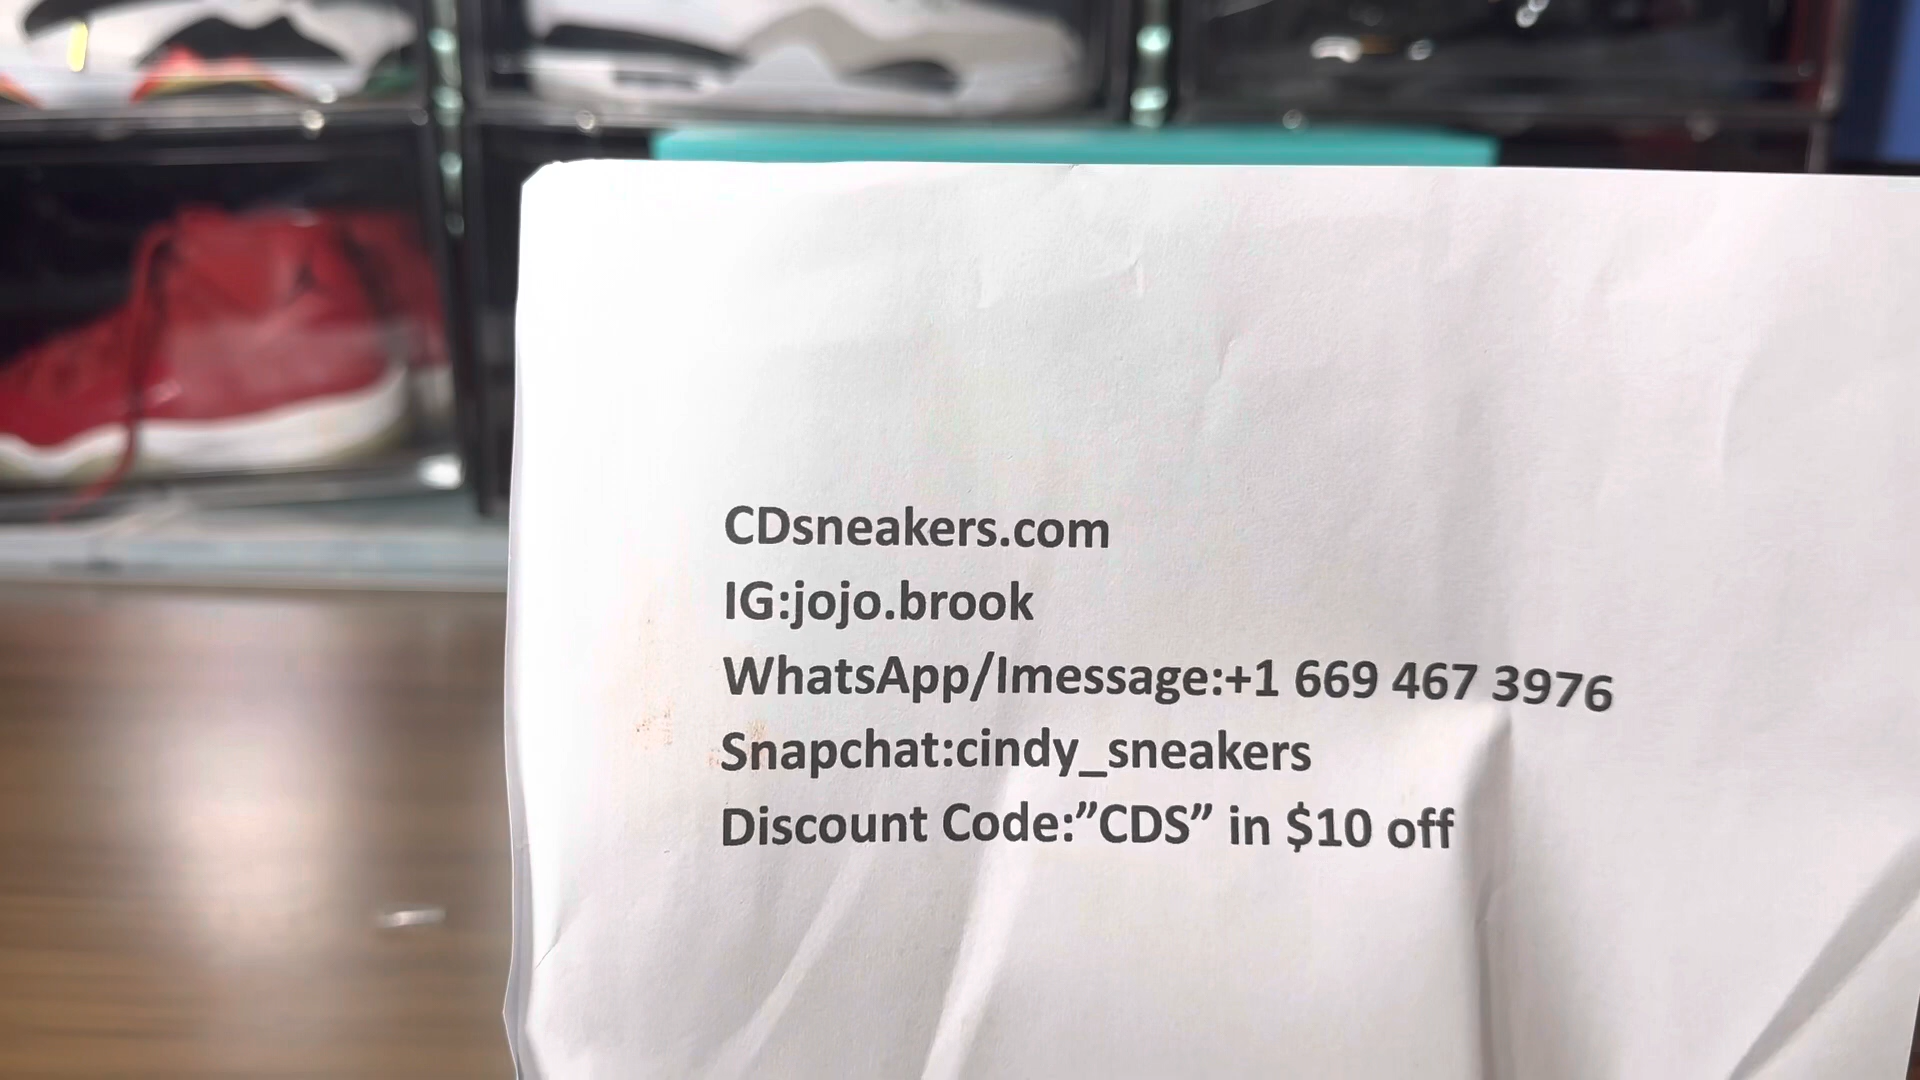 CDsneakers.com
IG:jojo.brook
WhatsApp/Imessage:+1 669 467 3976
Snapchat:cindy_sneakers
Discount Code:”CDS” in $10 off